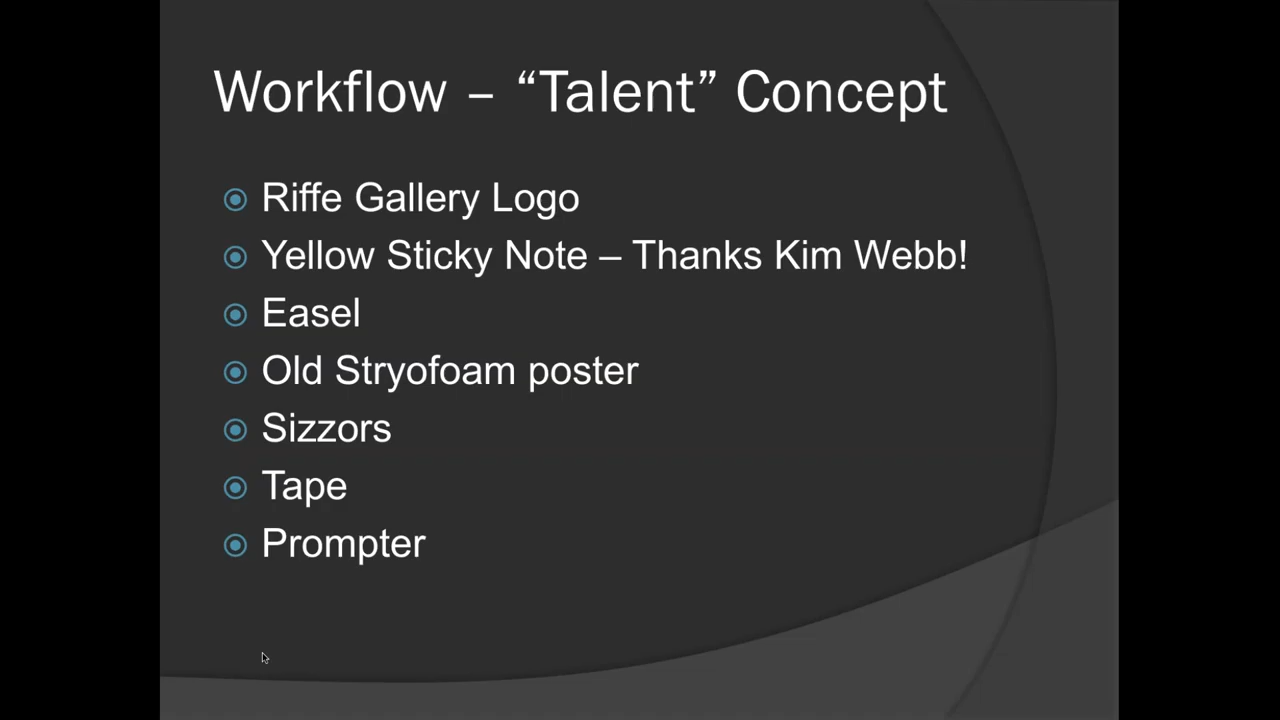 Workflow – “Talent” Concept
Riffe Gallery Logo
Yellow Sticky Note – Thanks Kim Webb!
Easel
Old Stryofoam poster
Sizzors
Tape
Prompter